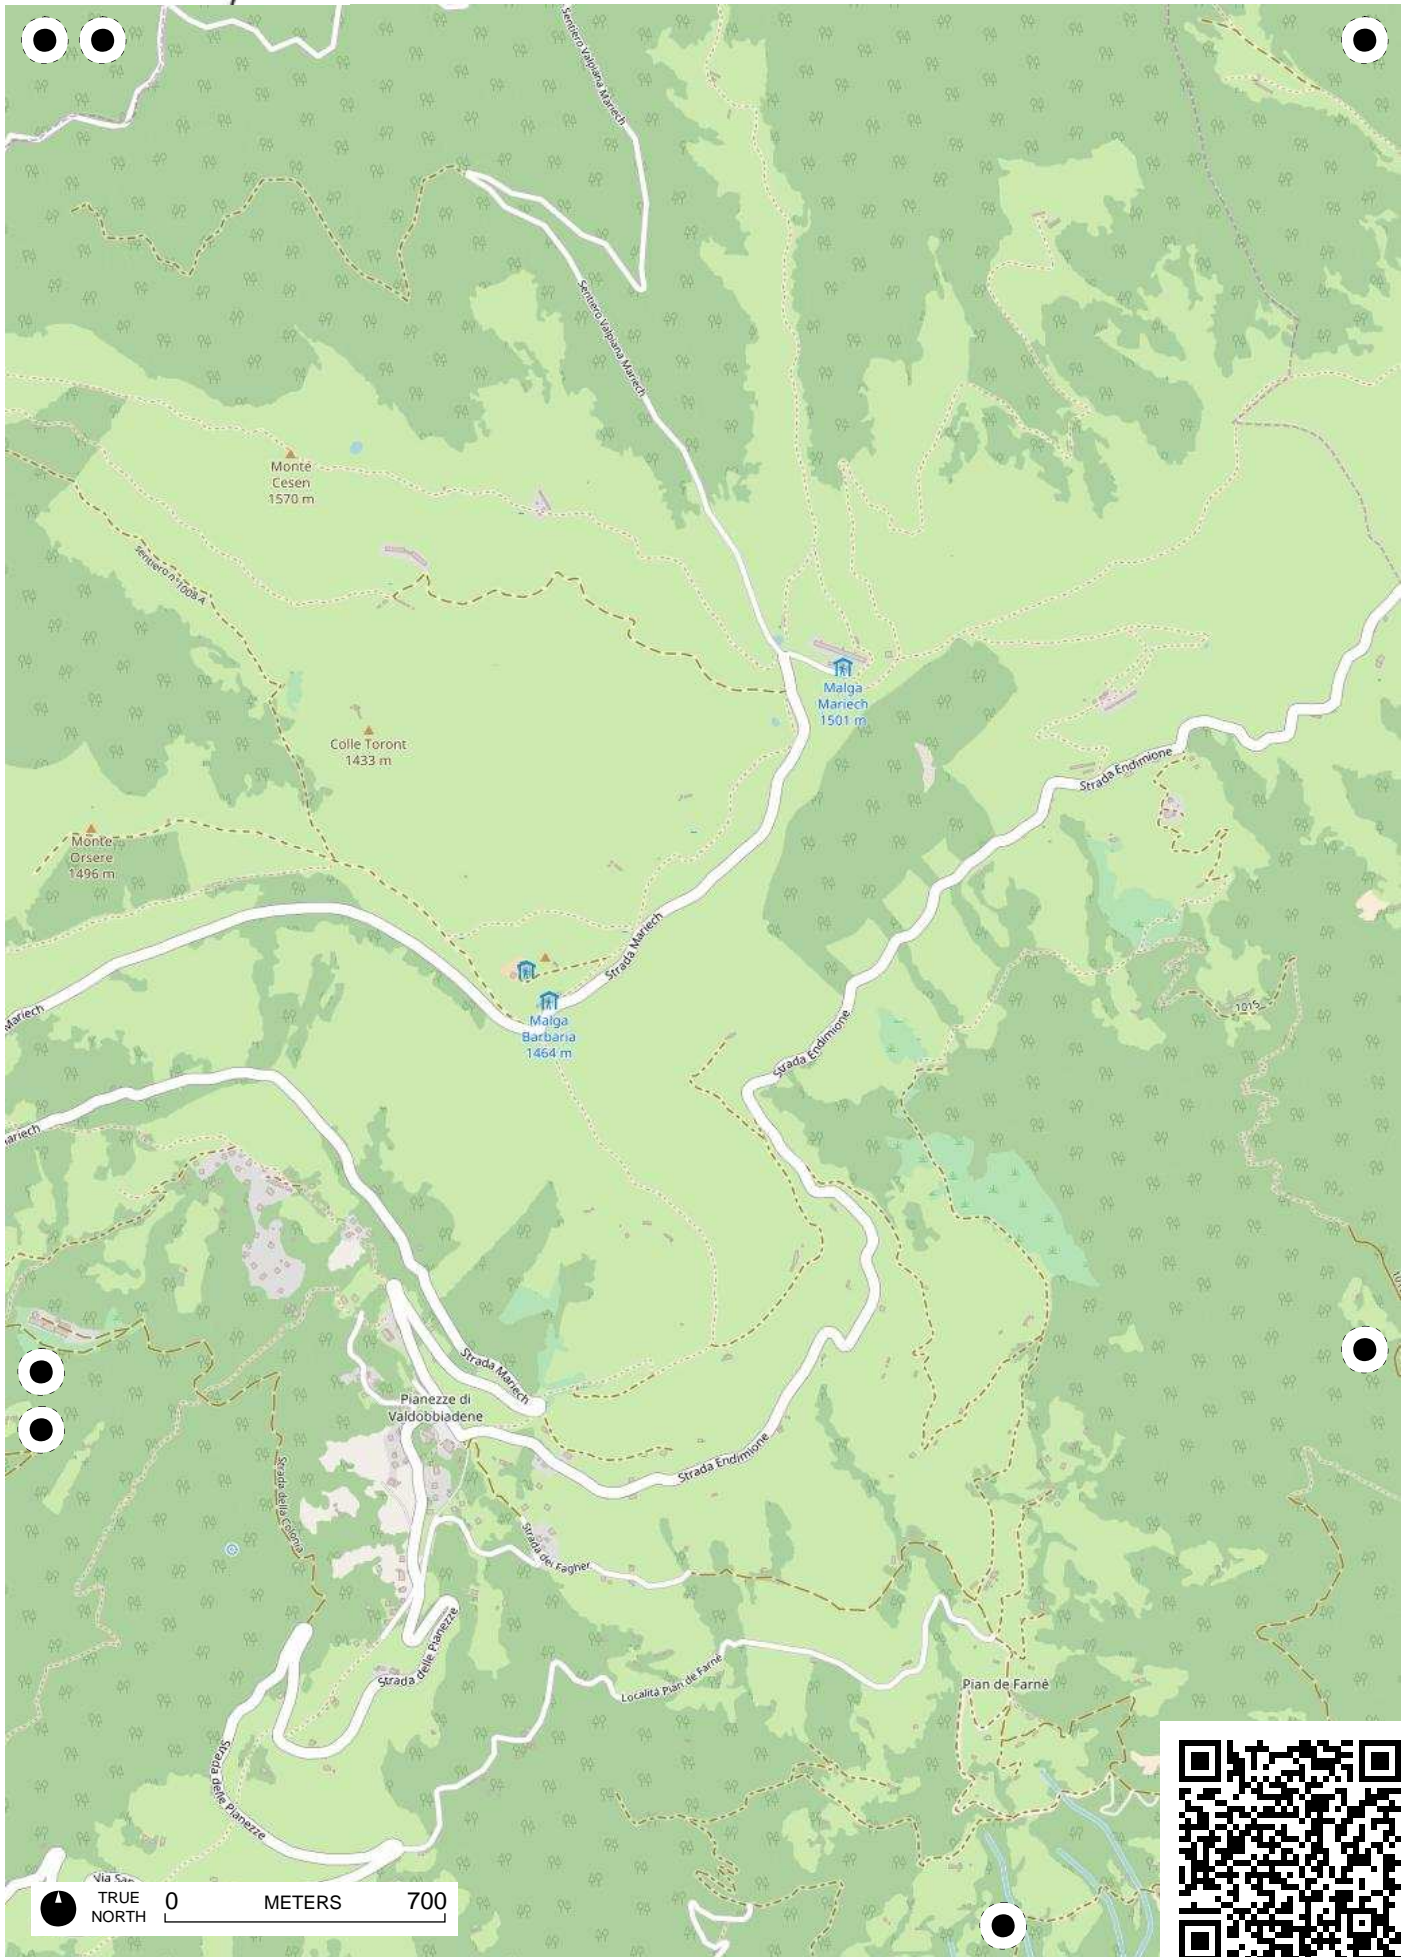 Sentiero Valpiana Mariech
Sentiero Valpiana Mariech
Monte
Cesen
1570 m
Sentiero n°1008 A
Malga
Mariech
1501 m
Colle Toront
1433 m
Strada Endimione
Monte
Orsere
1496 m
Strada Mariech
1015
Mariech
Malga
Barbaria
1464 m
Strada Endimione
Strada Mariech
Pianezze di
Valdobbiadene
Strada Endimione
Strada della Colonia
Strada dei Fagher
Strada delle Pianezze
Località Pian de Farnè
Pian de Farnè
Strada delle Pianezze
TRUE
NORTH
0 METERS 700